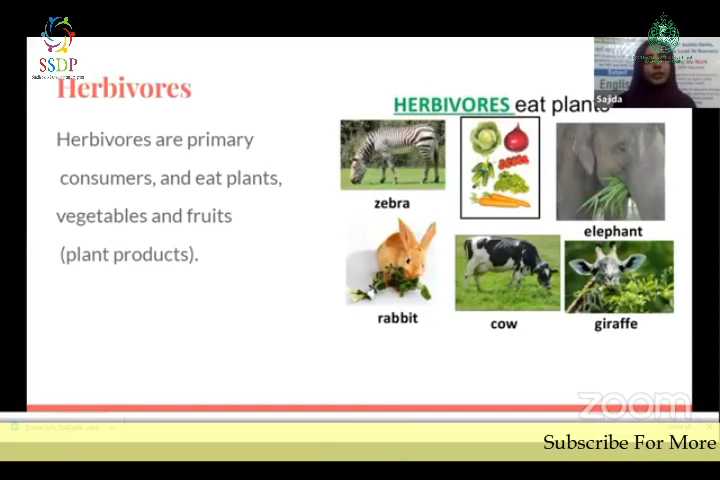 SSDP
Herbivores
Herbivores are primary
consumers, and eat plants,
vegetables and fruits
(plant products).
HERBIVORES eat plants
Sajda
zebra
elephant
rabbit
cow
giraffe
zoom
Subscribe For More